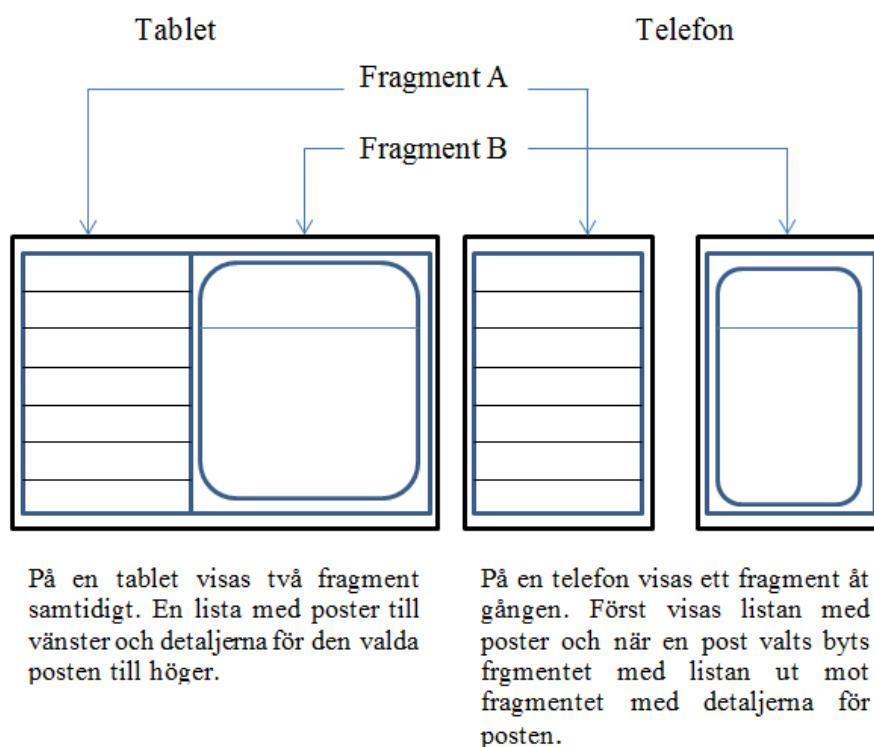 Tablet
Telefon
Fragment A
Fragment B
På en tablet visas två fragment
samtidigt. En lista med poster till
vänster och detaljerna för den valda
posten till höger.
På en telefon visas ett fragment åt
gången. Först visas listan med
poster och när en post valts byts
frgmentet med listan ut mot
fragmentet med detaljerna för
posten.